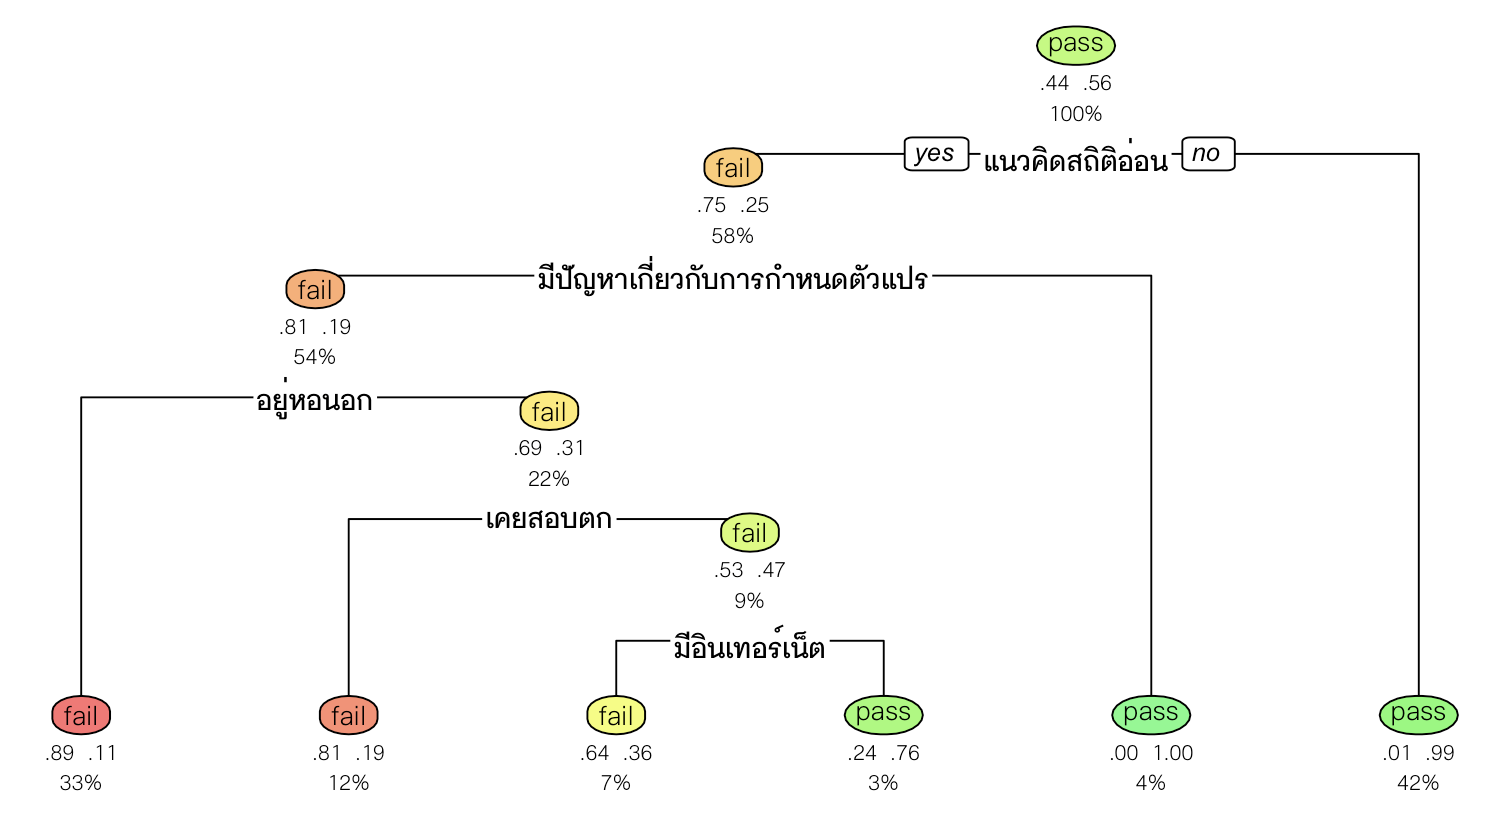 pass
.44 .56
100%
yes แนวคิดสถิติอ่อน no
fail
.75 .25
58%
มีปัญหาเกี่ยวกับการกำหนดตัวแปร
fail
.81 .19
54%
อยู่หอนอก
fail
.69 .31
22%
เคยสอบตก
fail
.53 .47
9%
มีอินเทอร์เน็ต
fail fail fail pass pass pass
.89 .11 .81 .19 .64 .36 .24 .76 .00 1.00 .01 .99
33% 12% 7% 3% 4% 42%